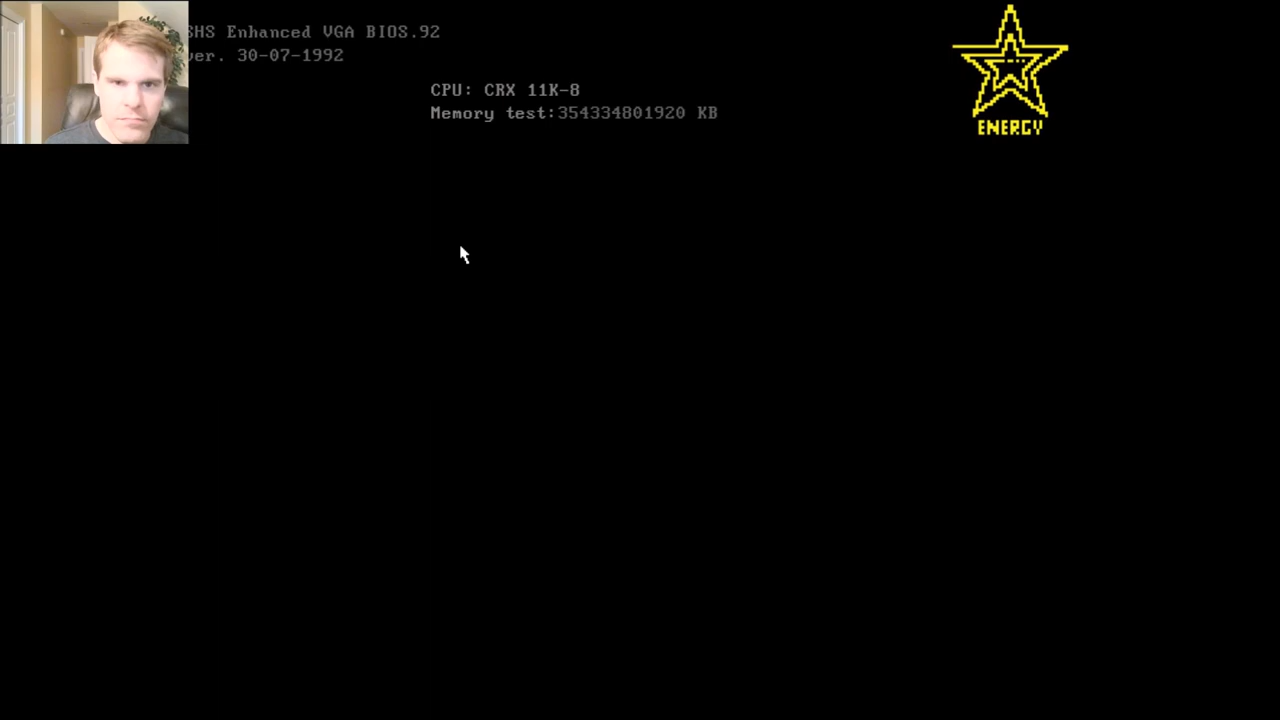 SHS Enhanced VGA BIOS.92
ver. 30-07-1992
CPU: CRX 11K-8
Memory test:354334801920 KB
ENERGY